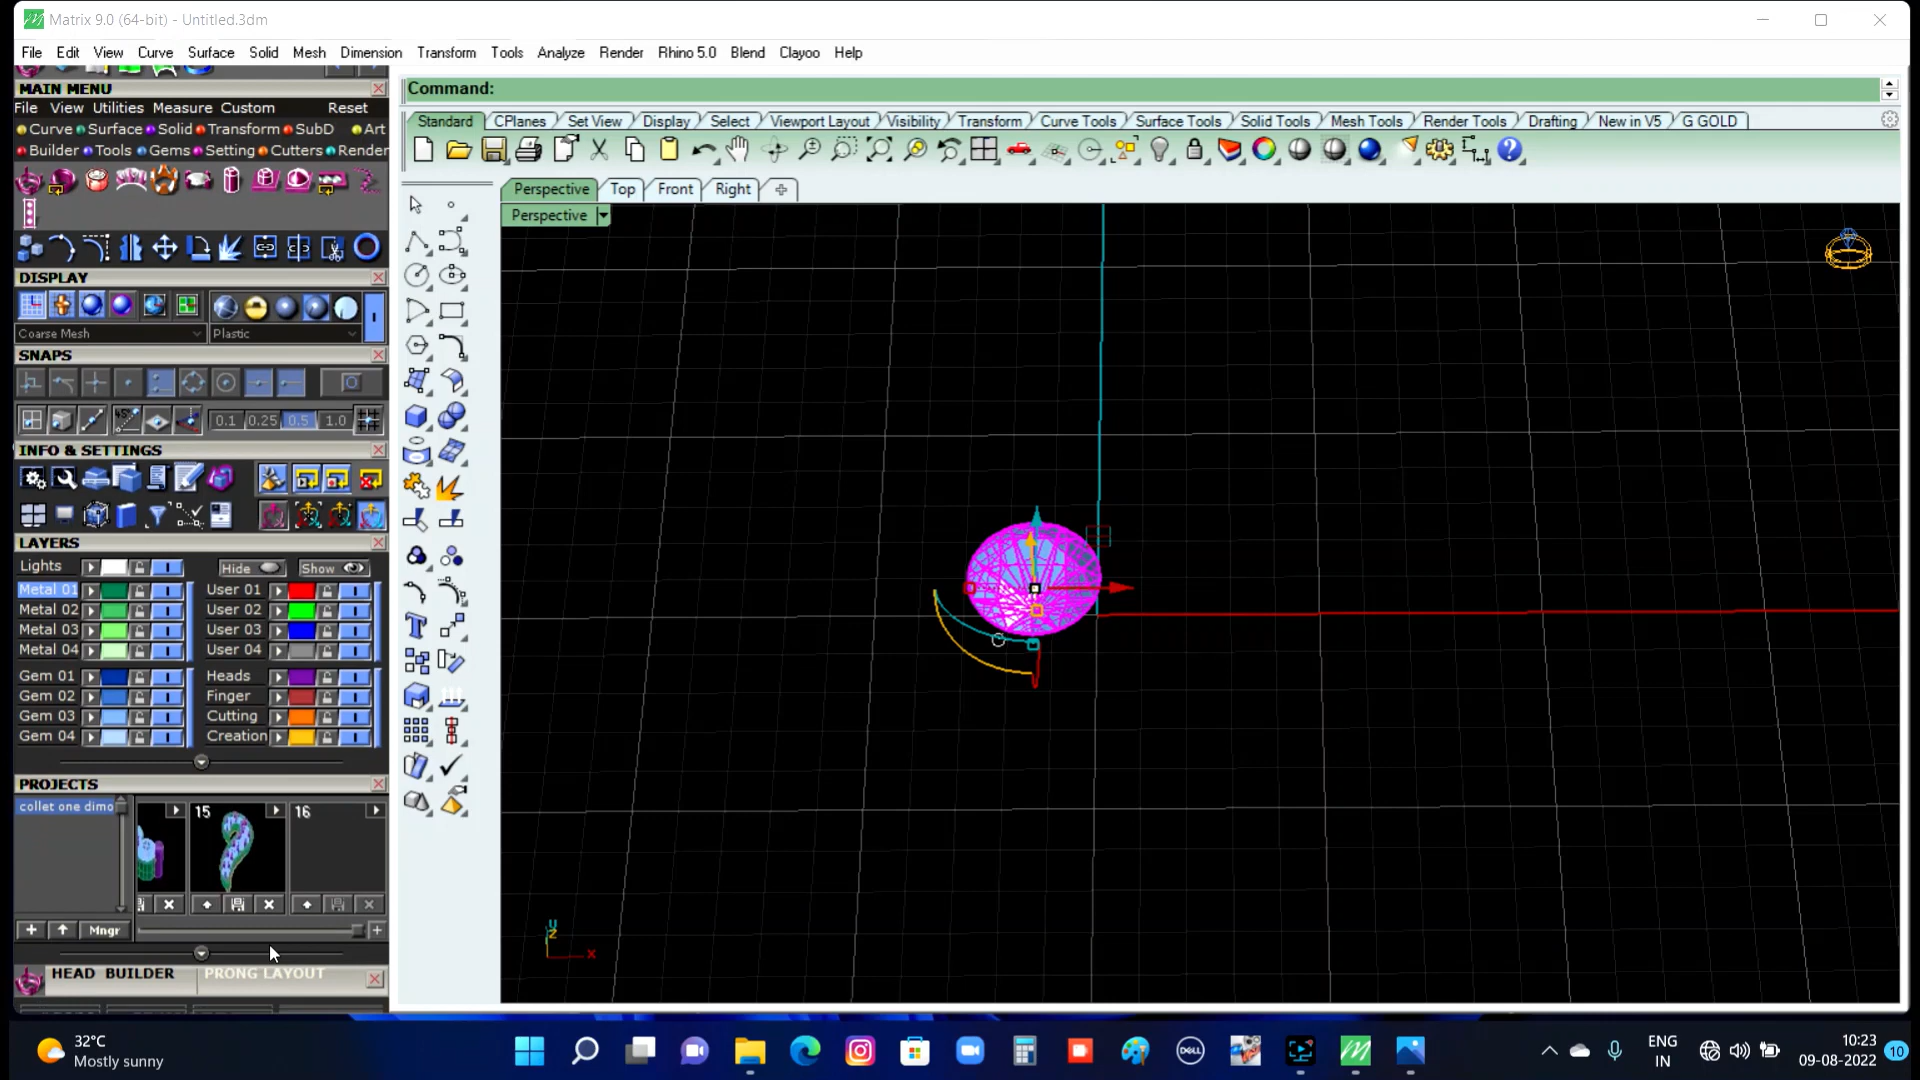 Matrix 9.0 (64-bit) - Untitled.3dm
File Edit View Curve Surface Solid Mesh Dimension Transform Tools Analyze Render Rhino 5.0 Blend Clayoo Help
MAIN MENU
File View Utilities Measure Custom Reset
Curve Surface Solid Transform SubD Art
Builder Tools Gems Setting Cutters Render
DISPLAY
Coarse Mesh Plastic
SNAPS
0.1 0.25 0.5 1.0
INFO & SETTINGS
LAYERS
Lights Hide Show
Metal 01 User 01
Metal 02 User 02
Metal 03 User 03
Metal 04 User 04
Gem 01 Heads
Gem 02 Finger
Gem 03 Cutting
Gem 04 Creation
PROJECTS
collet one dimo
15 16
Mngr
HEAD BUILDER PRONG LAYOUT
Command:
Standard CPlanes Set View Display Select Viewport Layout Visibility Transform Curve Tools Surface Tools Solid Tools Mesh Tools Render Tools Drafting New in V5 G GOLD
Perspective Top Front Right
Perspective
x
32°C
Mostly sunny
DELL
ENG
IN
10:23
09-08-2022
10